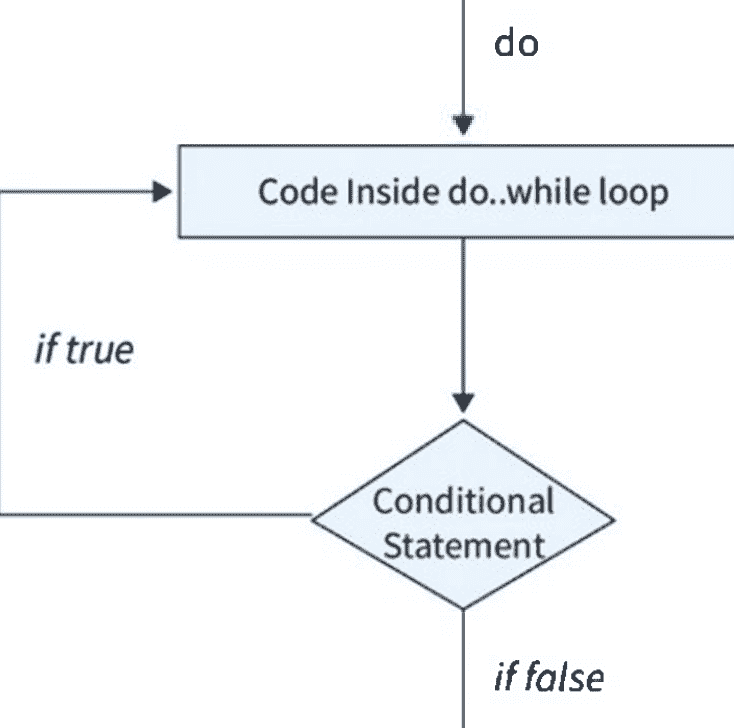 do
Code Inside do..while loop
if true
Conditional
Statement
if false